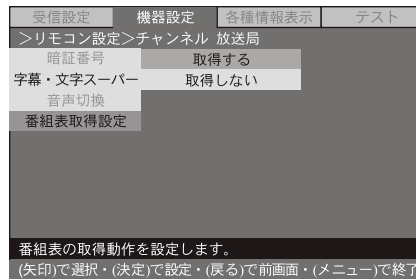 受信設定 機器設定 各種情報表示 テスト
＞リモコン設定＞チャンネル 放送局
暗証番号 取得する
字幕・文字スーパー 取得しない
音声切換
番組表取得設定
番組表の取得動作を設定します。
(矢印)で選択・(決定)で設定・(戻る)で前画面・(メニュー)で終了